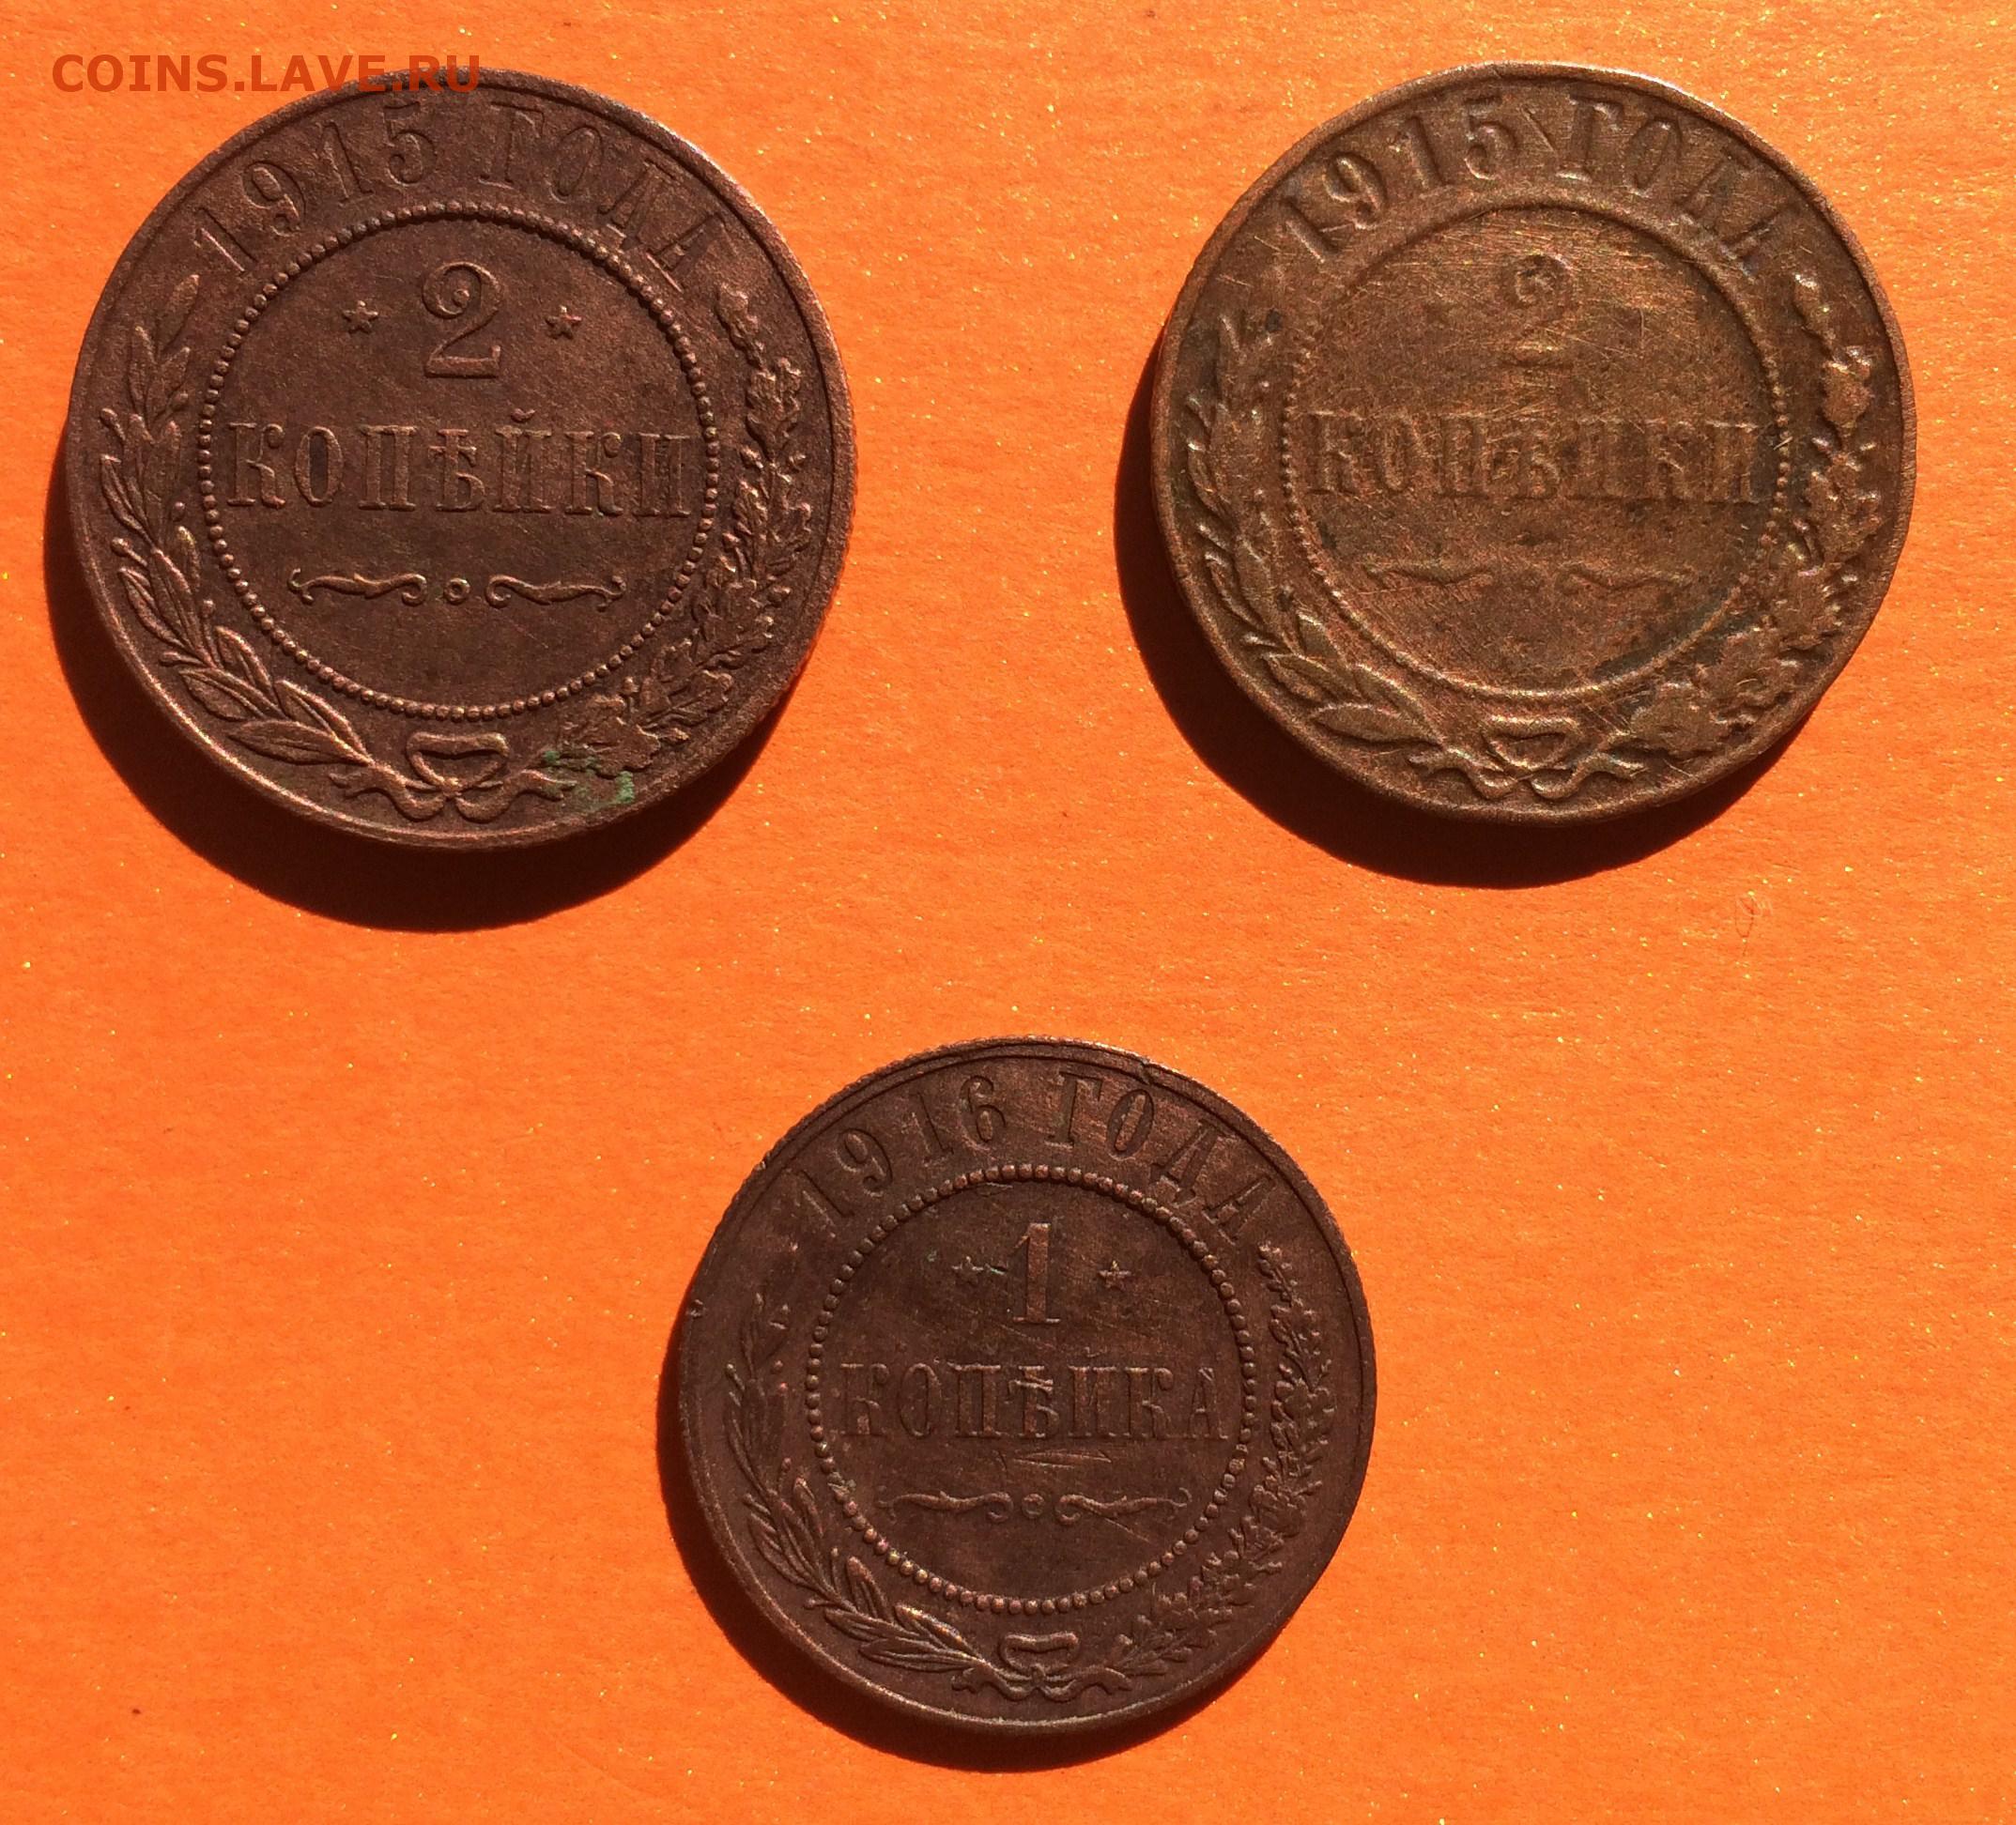 COINS.LAVE.RU
1915 ГОДА
2
КОПѢЙКИ
1915 ГОДА
2
КОПѢЙКИ
1916 ГОДА
1
КОПѢЙКА